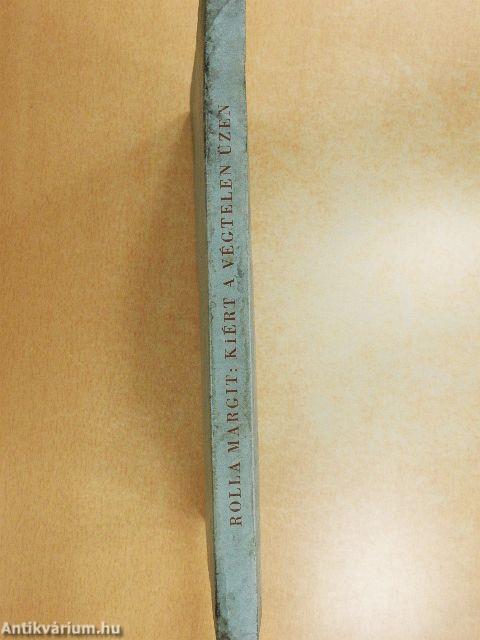 ROLLA MARGIT: KiÉRT A VÉGTELEN ÜZEN
Antikvárium.hu